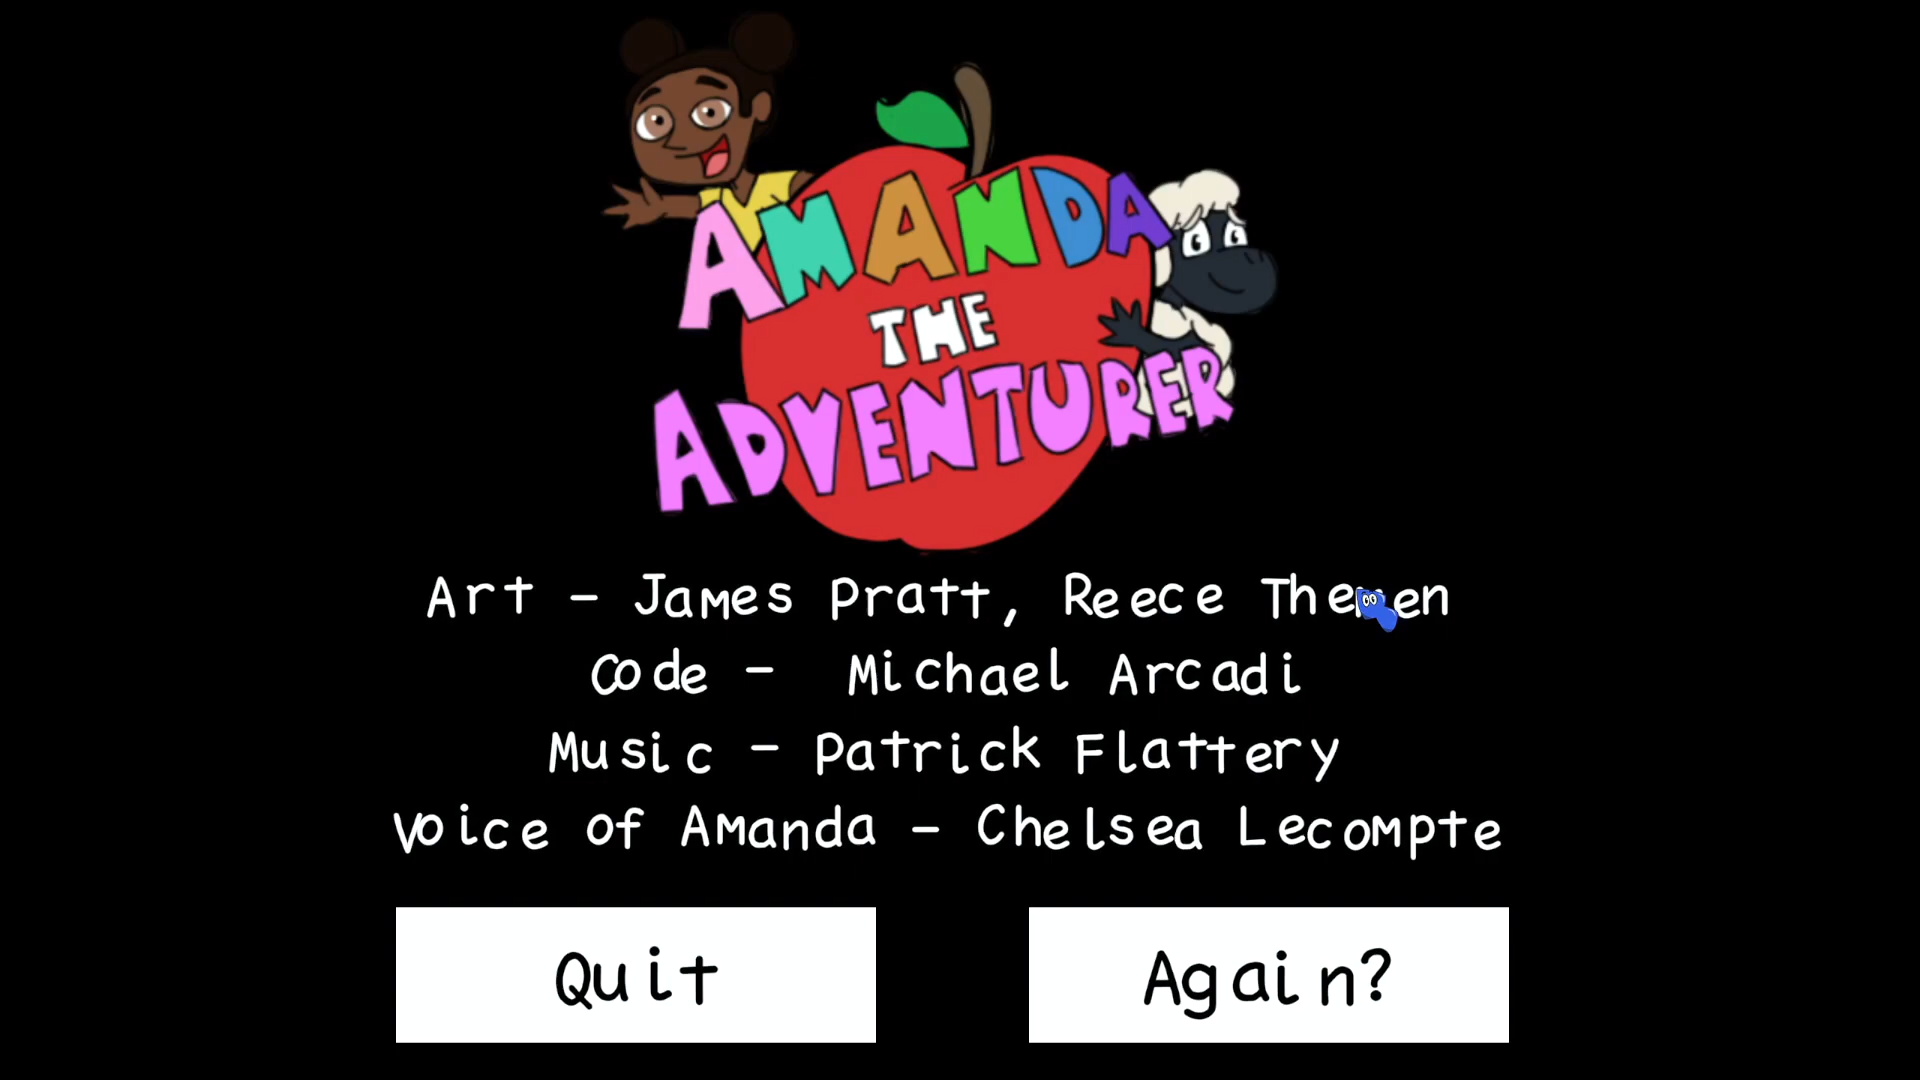 AMANDA
THE
ADVENTURER
Art - James Pratt, Reece
Code - Michael Arcadi
Music - Patrick Flattery
Voice of Amanda - Chelsea Lecompte
Quit
Again?